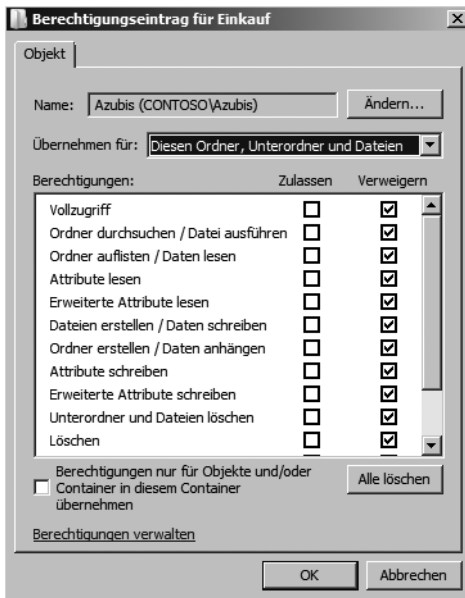 Berechtigungseintrag für Einkauf
Objekt
Name: Azubis (CONTOSO\Azubis) Ändern...
Übernehmen für: Diesen Ordner, Unterordner und Dateien
Berechtigungen: Zulassen Verweigern
Vollzugriff
Ordner durchsuchen / Datei ausführen
Ordner auflisten / Daten lesen
Attribute lesen
Erweiterte Attribute lesen
Dateien erstellen / Daten schreiben
Ordner erstellen / Daten anhängen
Attribute schreiben
Erweiterte Attribute schreiben
Unterordner und Dateien löschen
Löschen
Berechtigungen nur für Objekte und/oder
Container in diesem Container
übernehmen
Alle löschen
Berechtigungen verwalten
OK Abbrechen